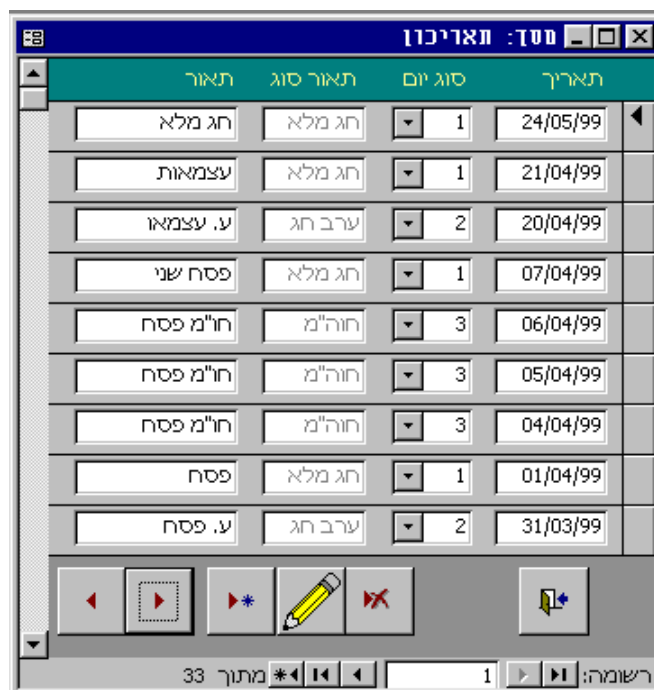 מסך: תאריכון
תאריך סוג יום תאור סוג תאור
24/05/99 1 חג מלא חג מלא
21/04/99 1 חג מלא עצמאות
20/04/99 2 ערב חג ע. עצמאו
07/04/99 1 חג מלא פסח שני
06/04/99 3 חוה"מ חו"מ פסח
05/04/99 3 חוה"מ חו"מ פסח
04/04/99 3 חוה"מ חו"מ פסח
01/04/99 1 חג מלא פסח
31/03/99 2 ערב חג ע. פסח
רשומה: 1 מתוך 33